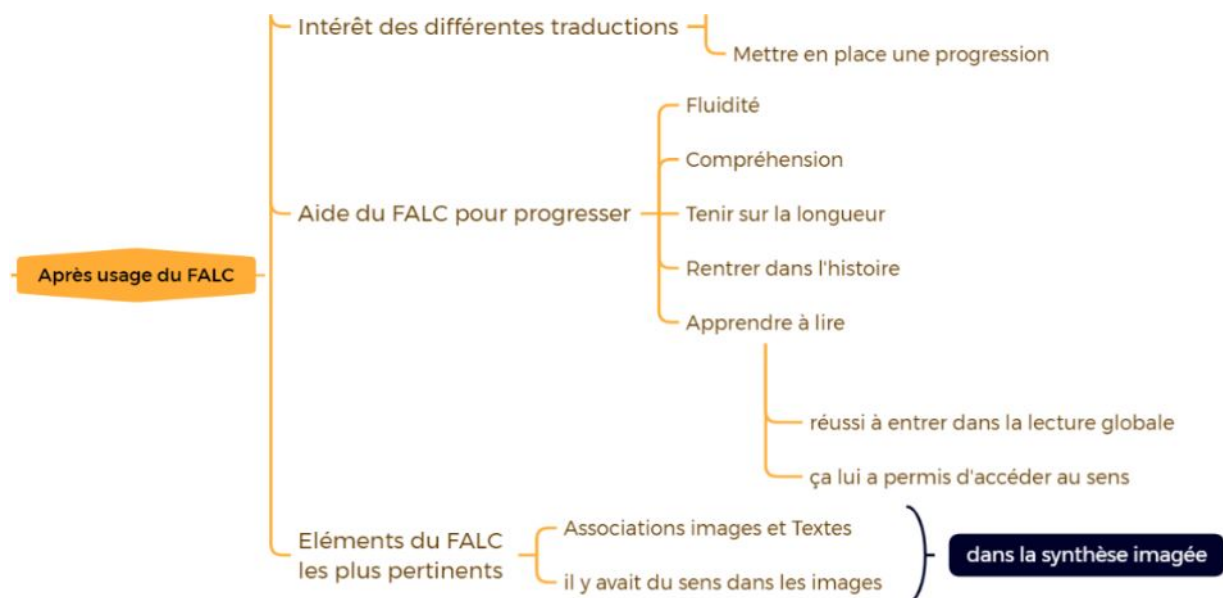 Intérêt des différentes traductions
Mettre en place une progression
Fluidité
Compréhension
Aide du FALC pour progresser
Tenir sur la longueur
Rentrer dans l'histoire
Après usage du FALC
Apprendre à lire
réussi à entrer dans la lecture globale
ça lui a permis d'accéder au sens
Eléments du FALC
les plus pertinents
Associations images et Textes
il y avait du sens dans les images
dans la synthèse imagée